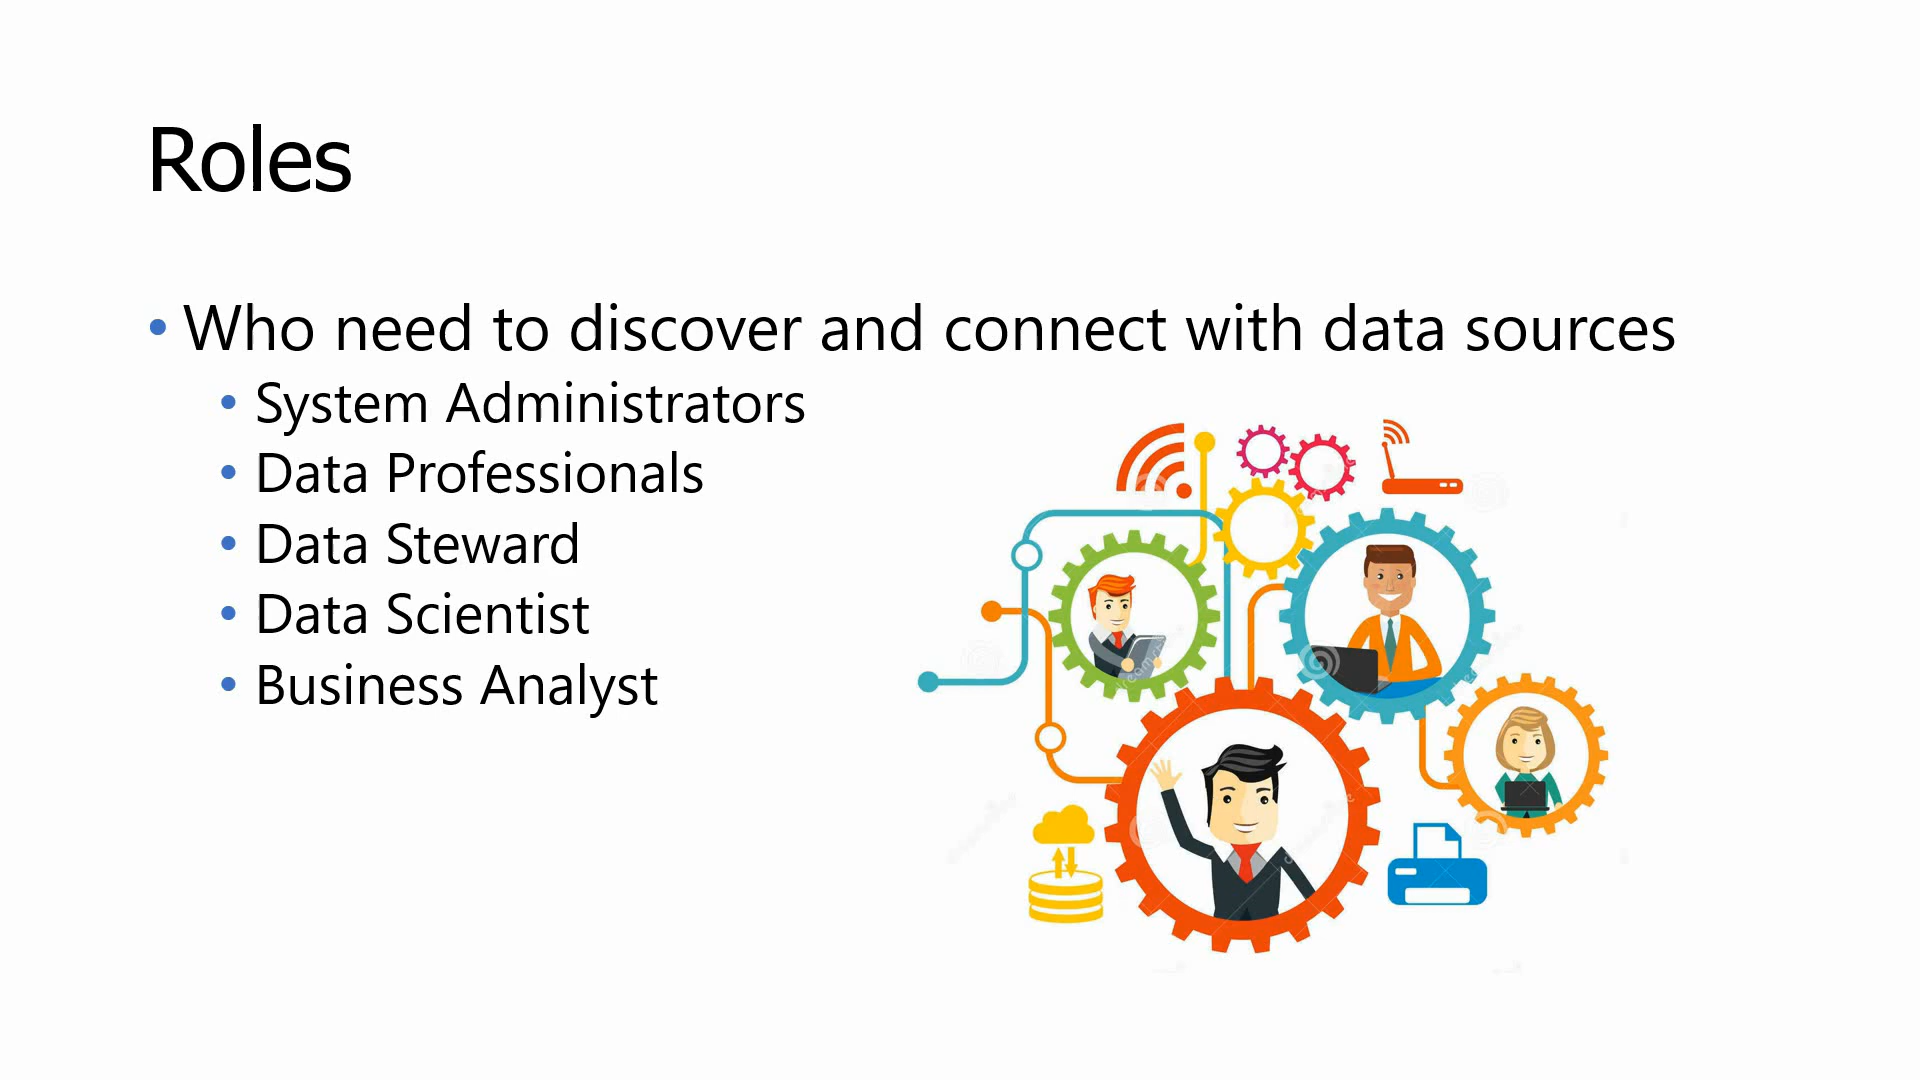 Roles
• Who need to discover and connect with data sources
• System Administrators
• Data Professionals
• Data Steward
• Data Scientist
• Business Analyst